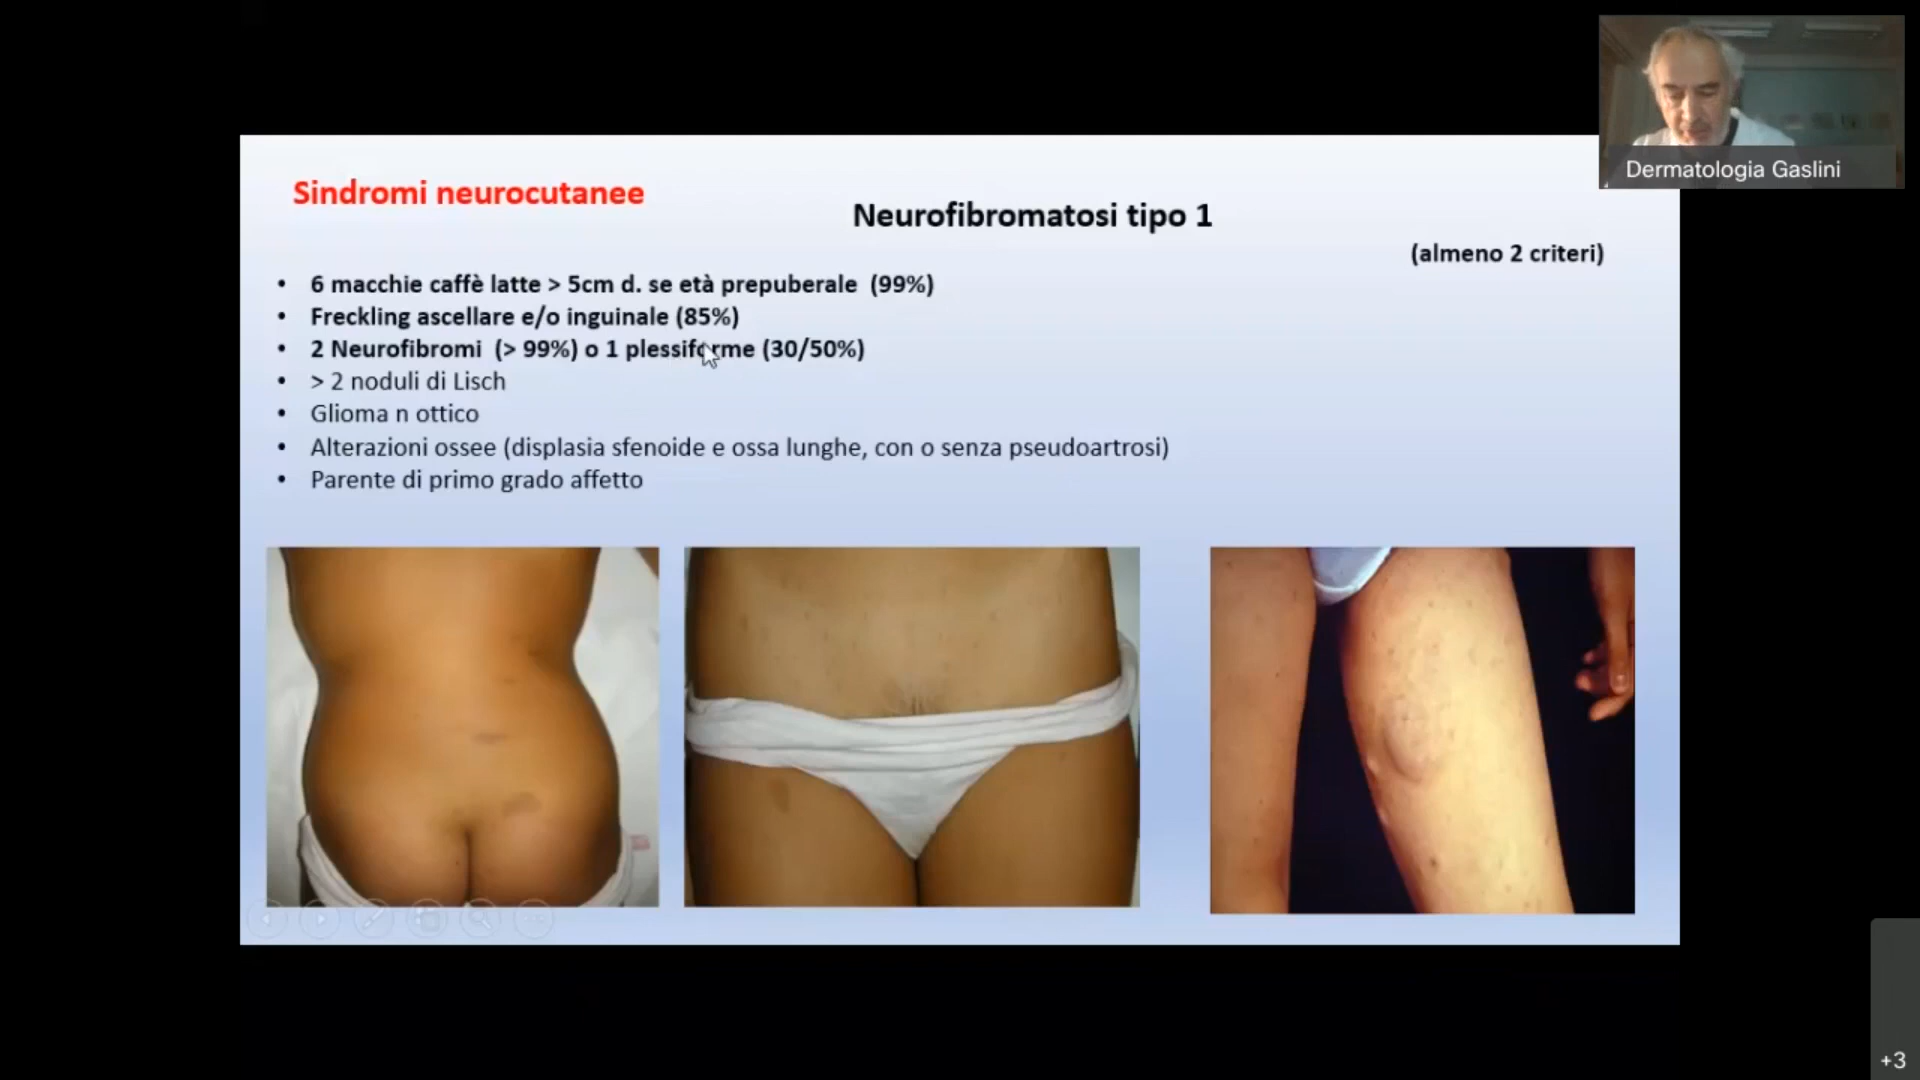 Dermatologia Gaslini
Sindromi neurocutanee
Neurofibromatosi tipo 1
(almeno 2 criteri)
• 6 macchie caffè latte > 5cm d. se età prepuberale (99%)
• Freckling ascellare e/o inguinale (85%)
• 2 Neurofibromi (> 99%) o 1 plessiforme (30/50%)
• > 2 noduli di Lisch
• Glioma n ottico
• Alterazioni ossee (displasia sfenoide e ossa lunghe, con o senza pseudoartrosi)
• Parente di primo grado affetto
+3